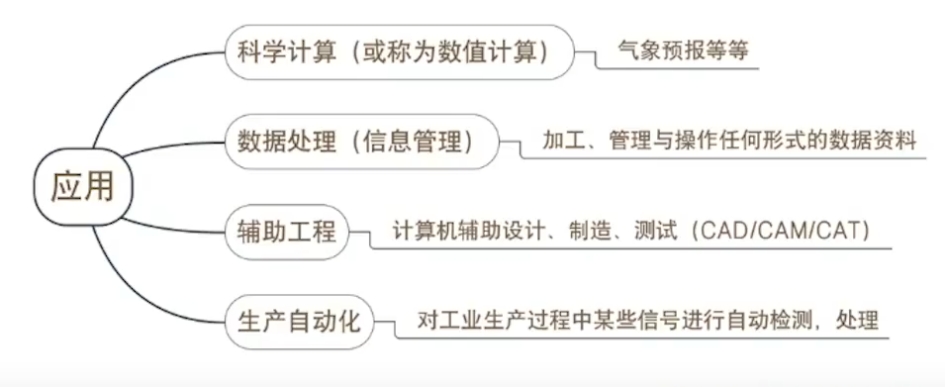 应用
科学计算（或称为数值计算）
气象预报等等
数据处理（信息管理）
加工、管理与操作任何形式的数据资料
辅助工程
计算机辅助设计、制造、测试（CAD/CAM/CAT）
生产自动化
对工业生产过程中某些信号进行自动检测，处理